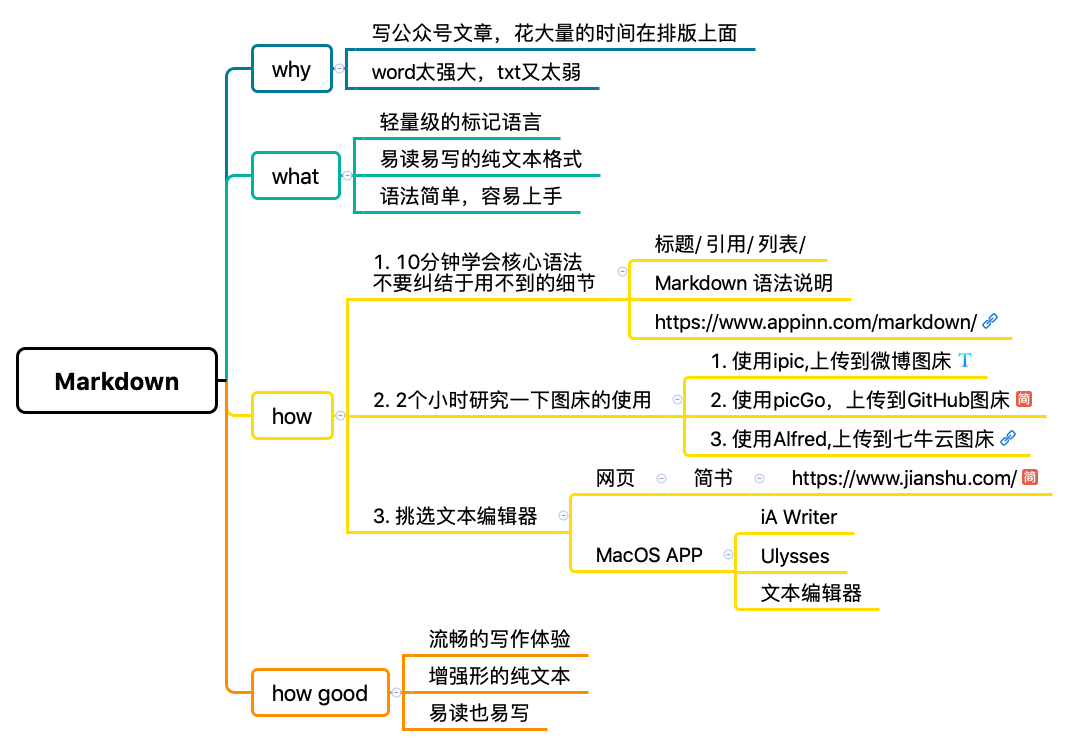 Markdown
why
写公众号文章，花大量的时间在排版上面
word太强大，txt又太弱
what
轻量级的标记语言
易读易写的纯文本格式
语法简单，容易上手
how
1. 10分钟学会核心语法
不要纠结于用不到的细节
标题/ 引用/ 列表/
Markdown 语法说明
https://www.appinn.com/markdown/
2. 2个小时研究一下图床的使用
1. 使用ipic,上传到微博图床 T
2. 使用picGo，上传到GitHub图床 简
3. 使用Alfred,上传到七牛云图床
3. 挑选文本编辑器
网页
简书
https://www.jianshu.com/ 简
MacOS APP
iA Writer
Ulysses
文本编辑器
how good
流畅的写作体验
增强形的纯文本
易读也易写